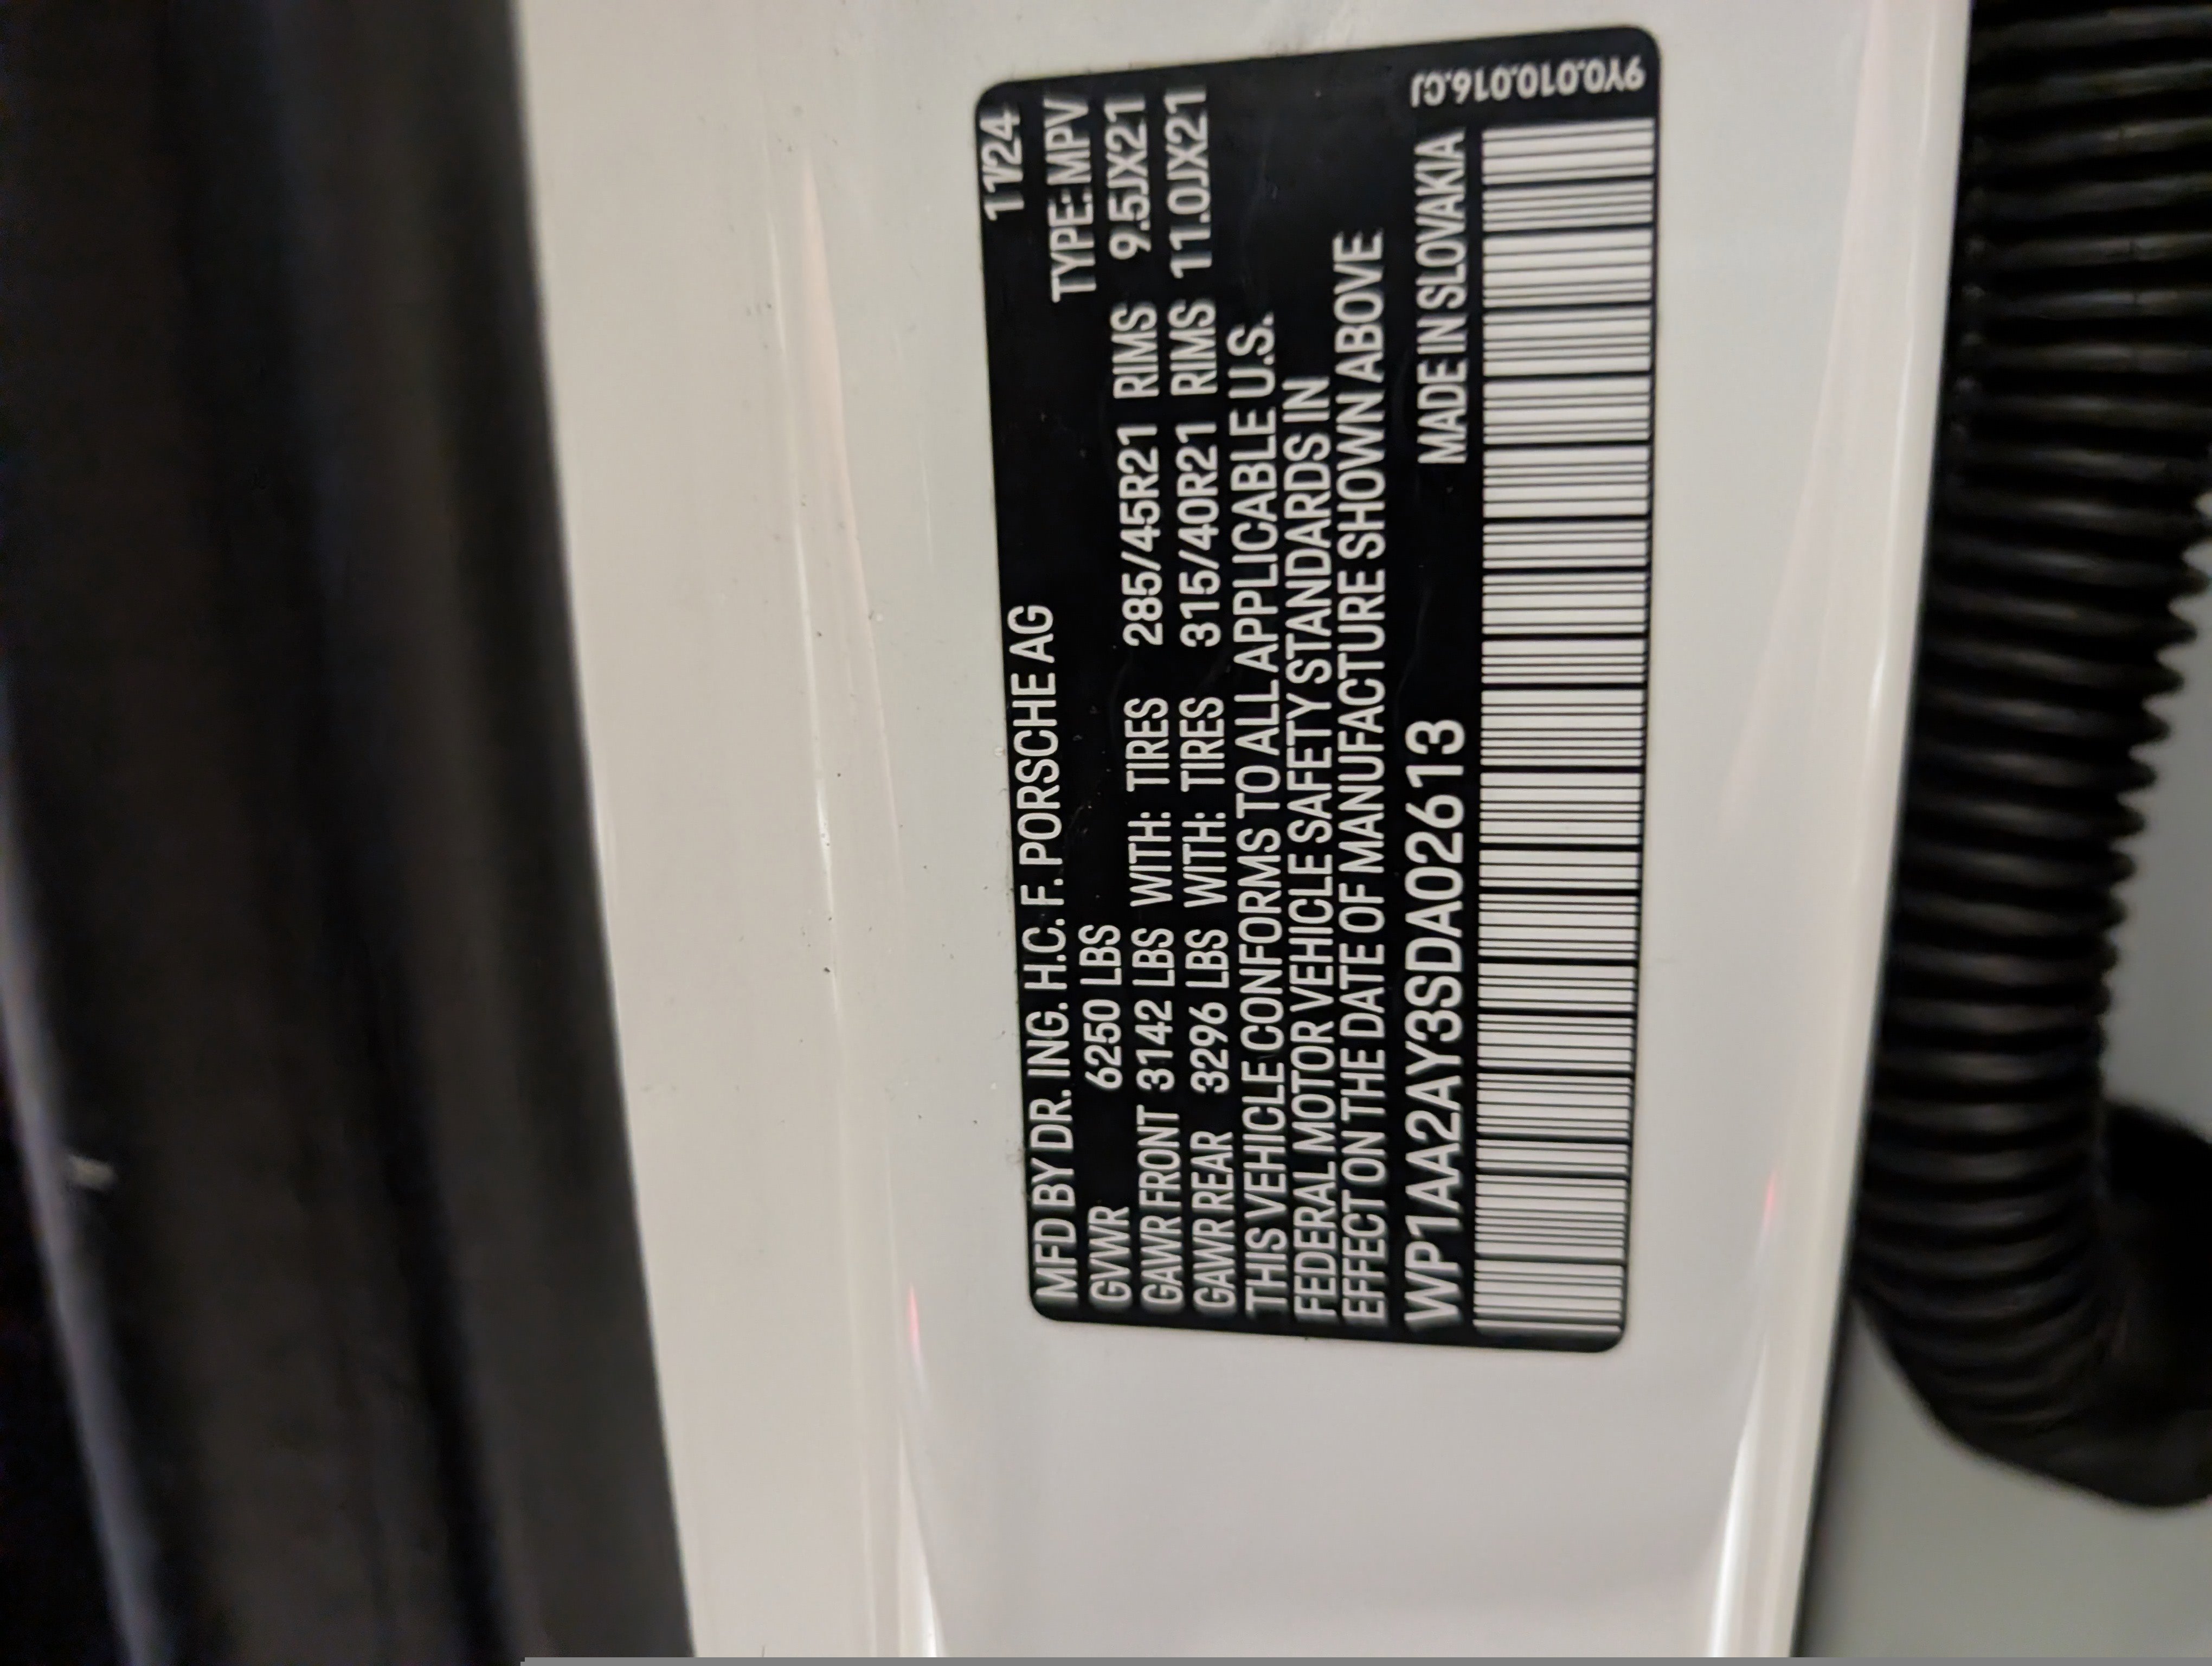 11/24
MFD BY DR. ING. H.C. F. PORSCHE AG
TYPE: MPV
GVWR 6250 LBS
GAWR FRONT 3142 LBS WITH: TIRES 285/45R21 RIMS 9.5JX21
GAWR REAR 3296 LBS WITH: TIRES 315/40R21 RIMS 11.0JX21
THIS VEHICLE CONFORMS TO ALL APPLICABLE U.S.
FEDERAL MOTOR VEHICLE SAFETY STANDARDS IN
EFFECT ON THE DATE OF MANUFACTURE SHOWN ABOVE
WP1AA2AY3SDA02613 MADE IN SLOVAKIA
9Y0.010.016.CJ